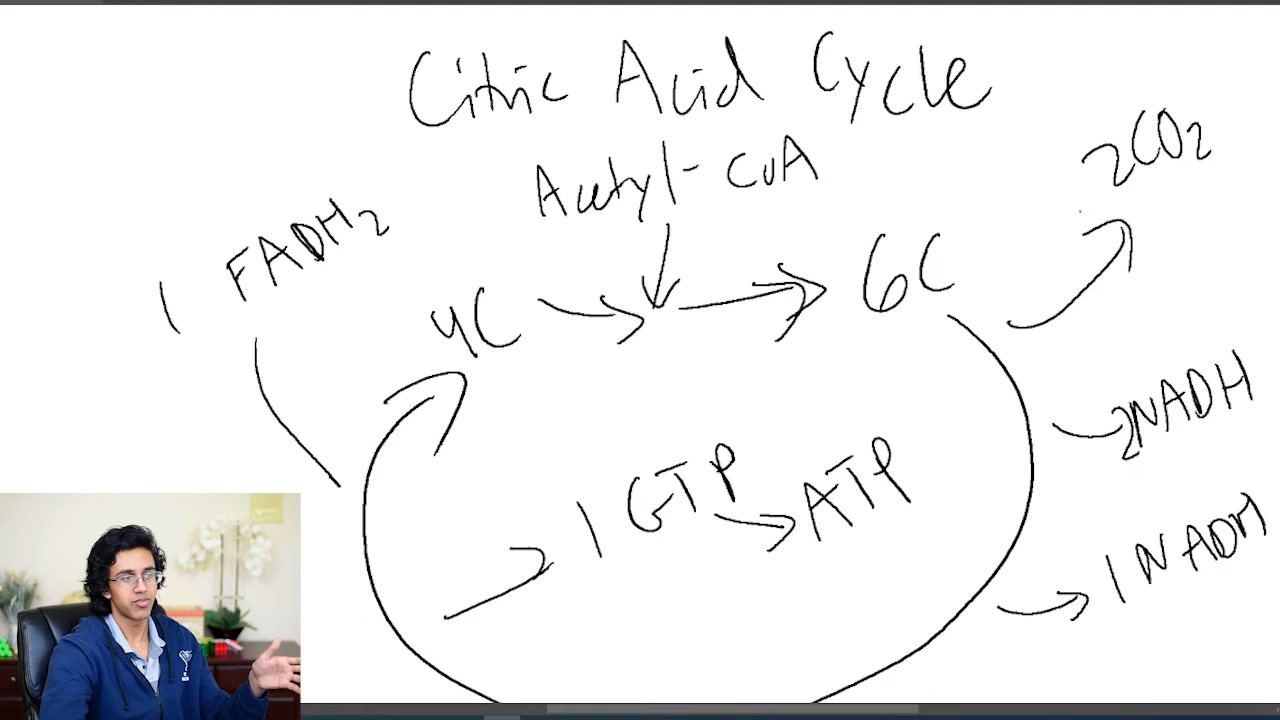 Citric Acid Cycle
Acetyl-CoA
2CO2
1 FADH2
4C
6C
2NADH
1 GTP
ATP
1 NADH